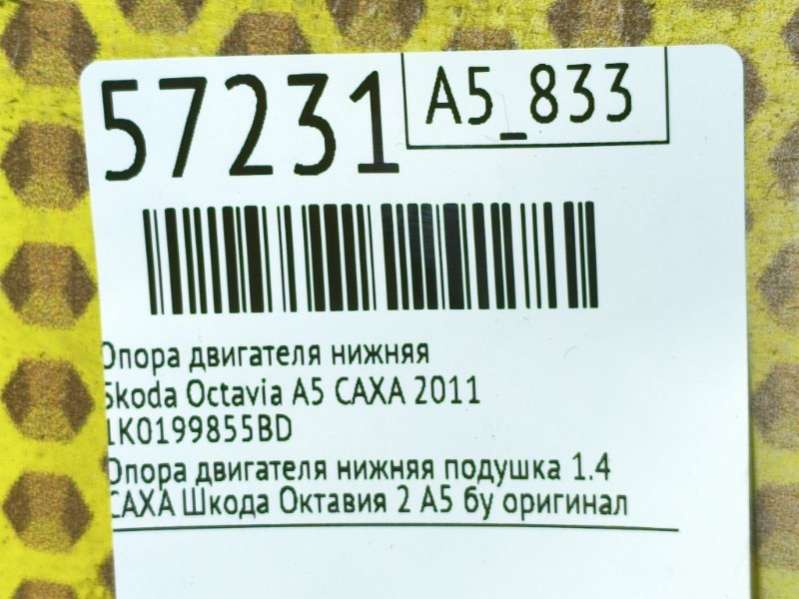 57231
A5_833
Опора двигателя нижняя
Skoda Octavia A5 CAXA 2011
1K0199855BD
Опора двигателя нижняя подушка 1.4
CAXA Шкода Октавия 2 А5 бу оригинал